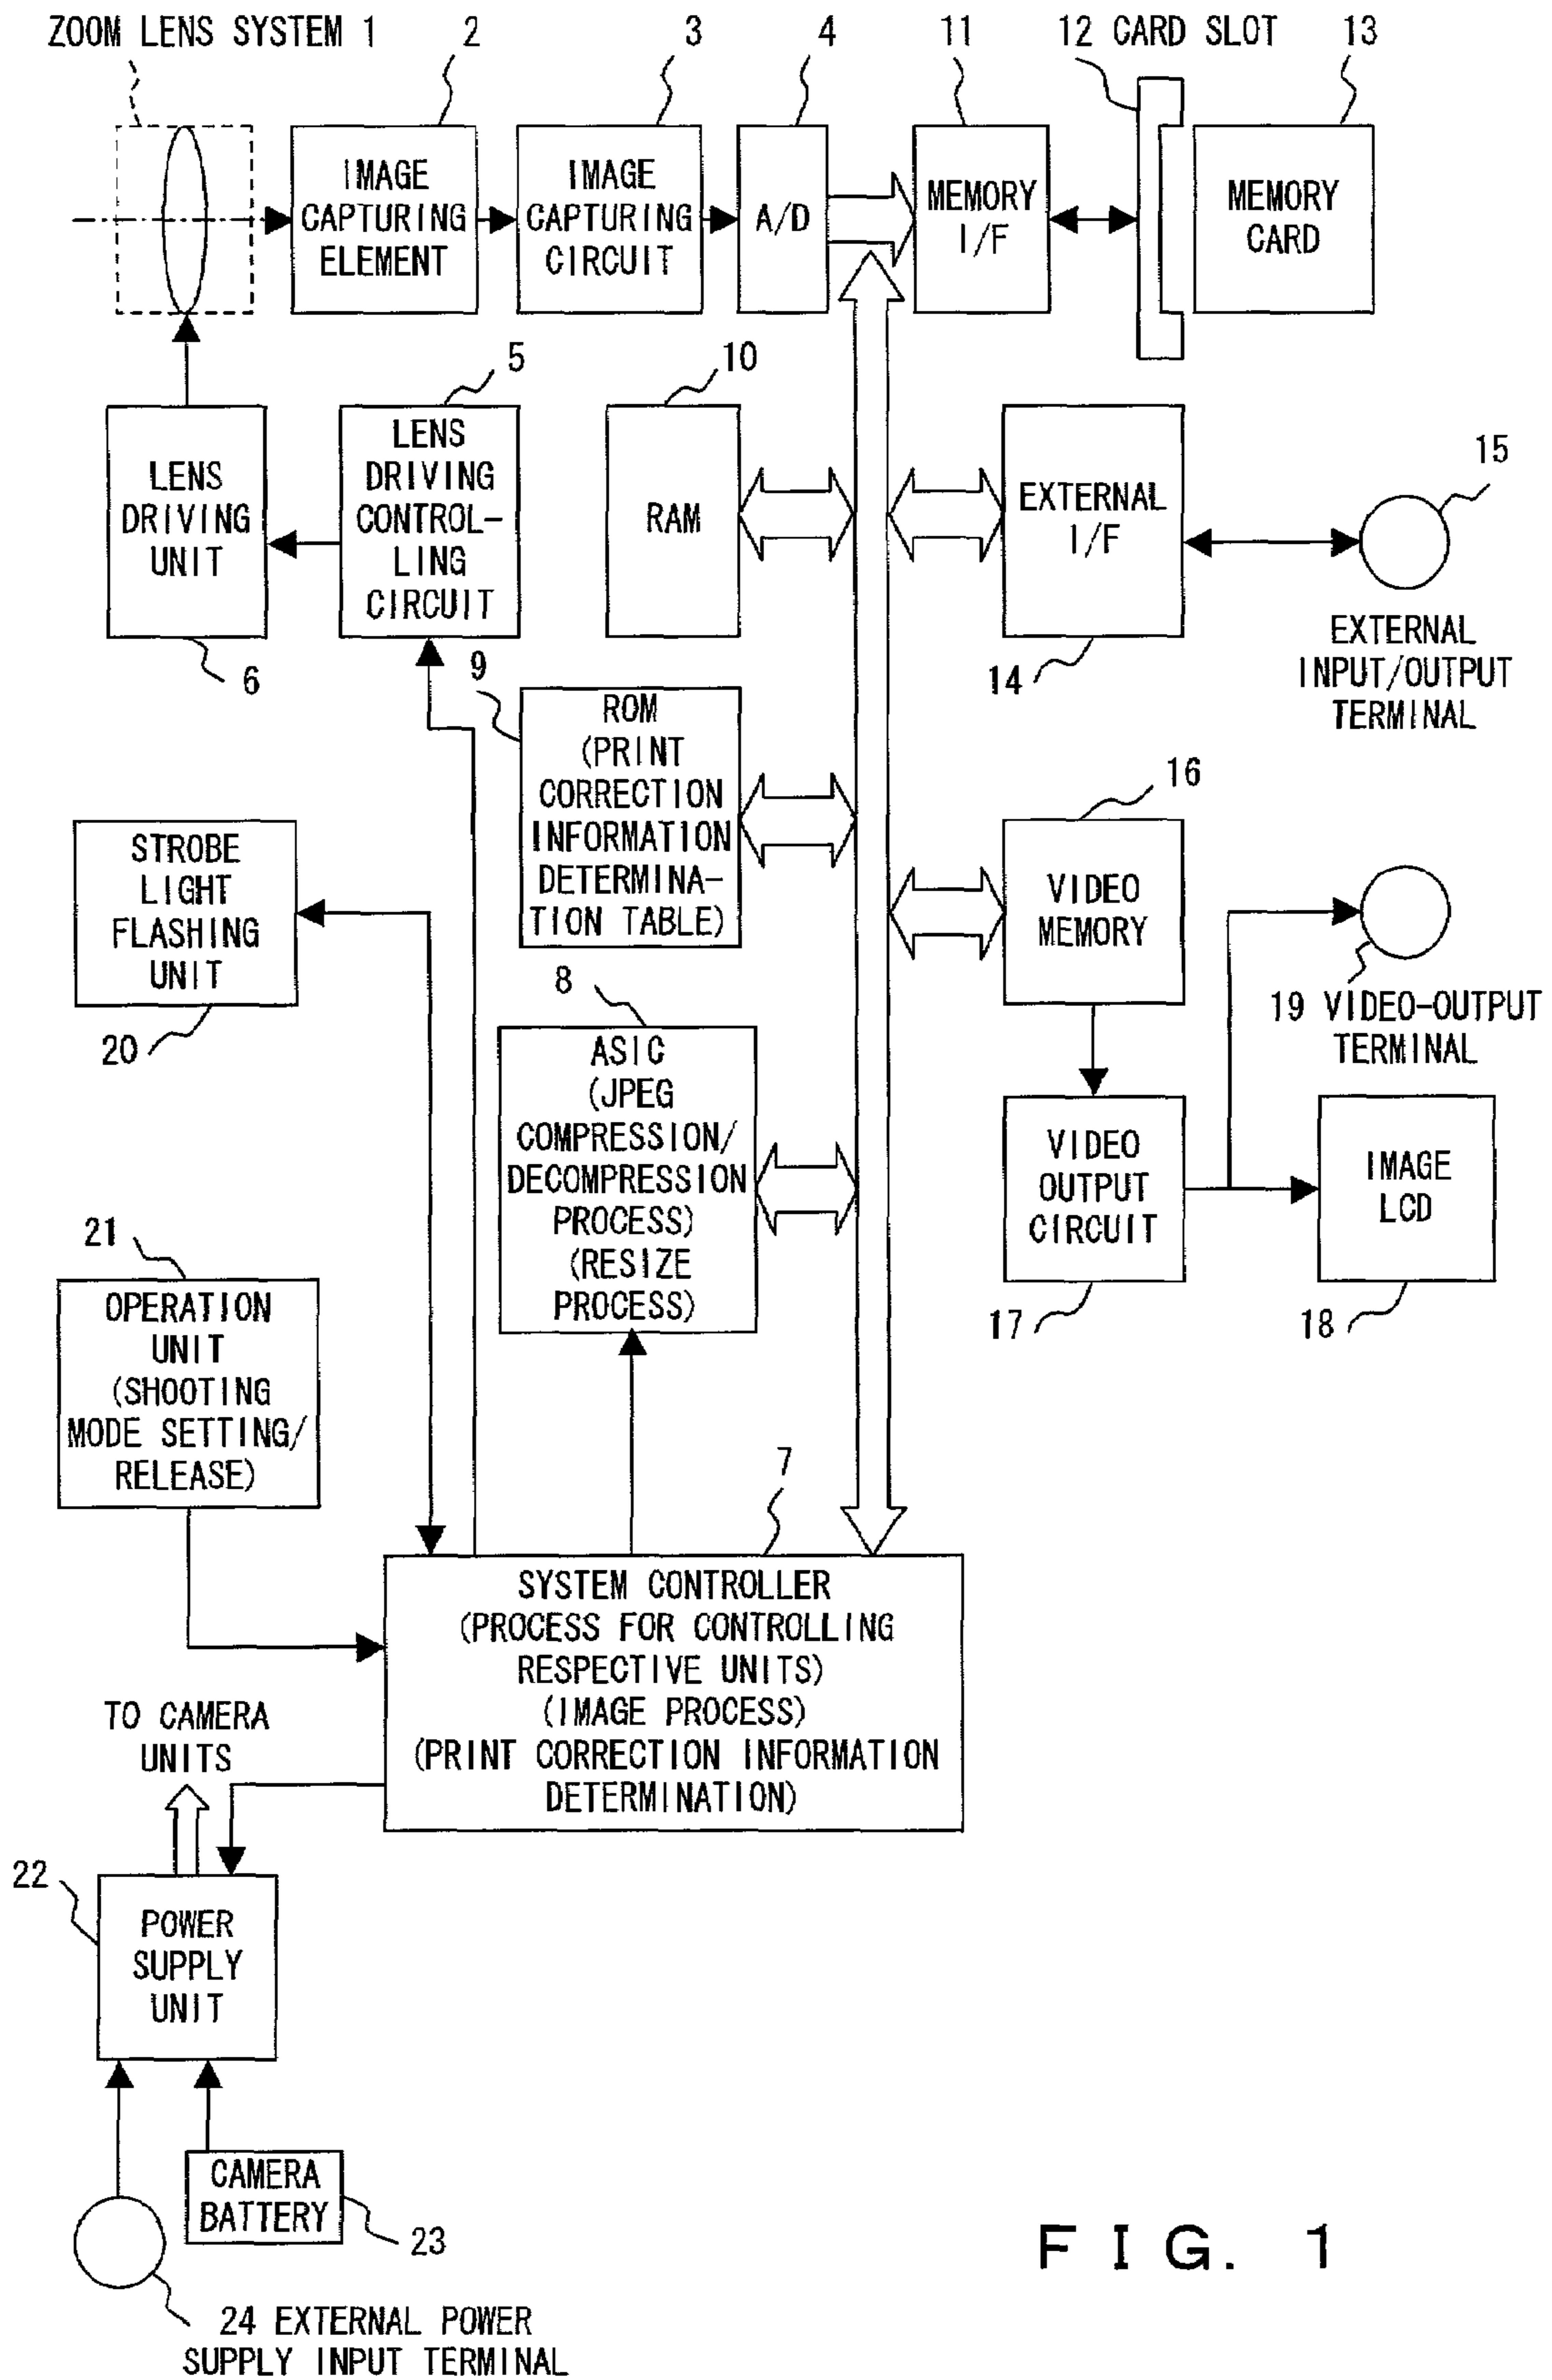 ZOOM LENS SYSTEM 1
2
3
4
11
12 CARD SLOT
13
IMAGE
CAPTURING
ELEMENT
IMAGE
CAPTURING
CIRCUIT
A/D
MEMORY
I/F
MEMORY
CARD
5
10
LENS
DRIVING
UNIT
6
LENS
DRIVING
CONTROL-
LING
CIRCUIT
RAM
EXTERNAL
I/F
14
15
EXTERNAL
INPUT/OUTPUT
TERMINAL
9
ROM
(PRINT
CORRECTION
INFORMATION
DETERMINA-
TION TABLE)
16
VIDEO
MEMORY
19 VIDEO-OUTPUT
TERMINAL
STROBE
LIGHT
FLASHING
UNIT
20
8
ASIC
(JPEG
COMPRESSION/
DECOMPRESSION
PROCESS)
(RESIZE
PROCESS)
VIDEO
OUTPUT
CIRCUIT
17
IMAGE
LCD
18
21
OPERATION
UNIT
(SHOOTING
MODE SETTING/
RELEASE)
7
SYSTEM CONTROLLER
(PROCESS FOR CONTROLLING
RESPECTIVE UNITS)
(IMAGE PROCESS)
(PRINT CORRECTION INFORMATION
DETERMINATION)
TO CAMERA
UNITS
22
POWER
SUPPLY
UNIT
CAMERA
BATTERY
23
24 EXTERNAL POWER
SUPPLY INPUT TERMINAL
FIG. 1